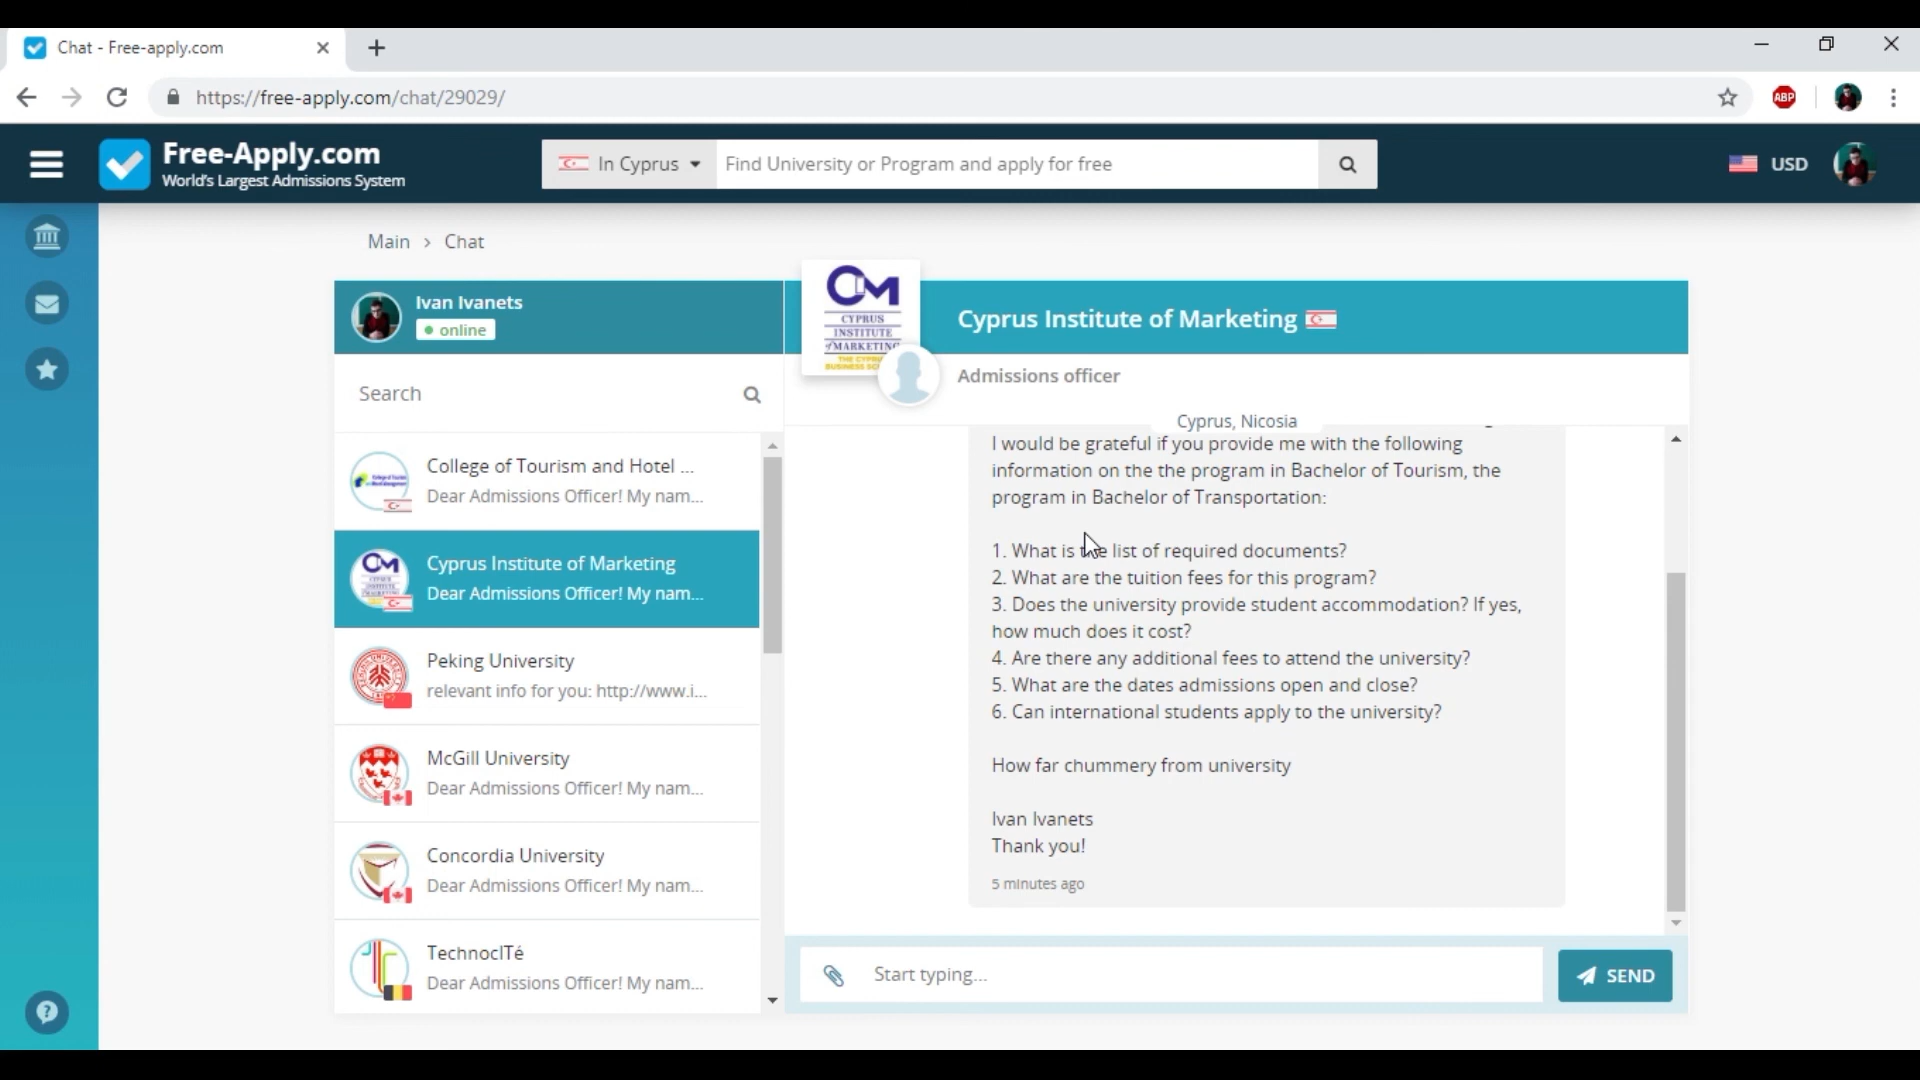 Chat - Free-apply.com
https://free-apply.com/chat/29029/
ABP
Free-Apply.com
World's Largest Admissions System
In Cyprus
Find University or Program and apply for free
USD
Main > Chat
Ivan Ivanets
online
Search
College of Tourism and Hotel ...
Dear Admissions Officer! My nam...
Cyprus Institute of Marketing
Dear Admissions Officer! My nam...
Peking University
relevant info for you: http://www.i...
McGill University
Dear Admissions Officer! My nam...
Concordia University
Dear Admissions Officer! My nam...
TechnocITé
Dear Admissions Officer! My nam...
CYPRUS
INSTITUTE
of MARKETING
Cyprus Institute of Marketing
Admissions officer
Cyprus, Nicosia
I would be grateful if you provide me with the following
information on the the program in Bachelor of Tourism, the
program in Bachelor of Transportation:
1. What is the list of required documents?
2. What are the tuition fees for this program?
3. Does the university provide student accommodation? If yes,
how much does it cost?
4. Are there any additional fees to attend the university?
5. What are the dates admissions open and close?
6. Can international students apply to the university?
How far chummery from university
Ivan Ivanets
Thank you!
5 minutes ago
Start typing...
SEND